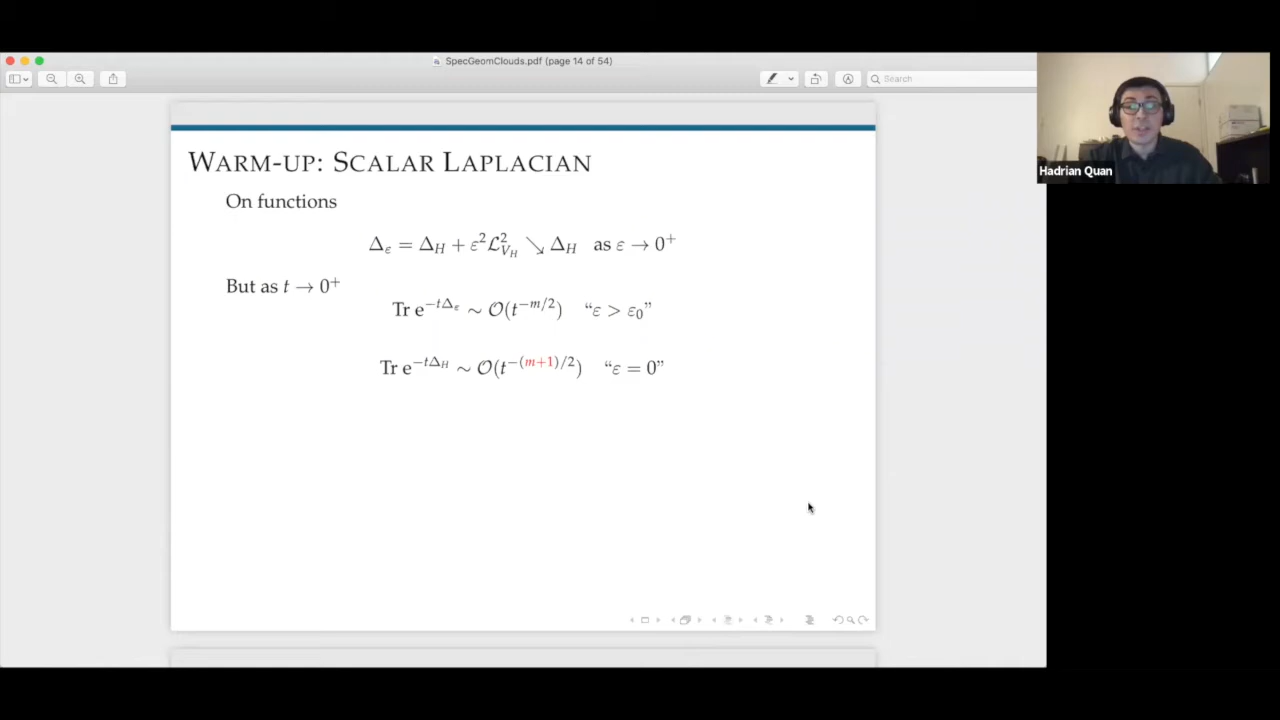 SpecGeomClouds.pdf (page 14 of 54)
Search
Hadrian Quan
WARM-UP: SCALAR LAPLACIAN
On functions
Δ_ε = Δ_H + ε²ℒ²_{V_H} ↘ Δ_H as ε → 0⁺
But as t → 0⁺
Tr e^{−tΔ_ε} ∼ 𝒪(t^{−m/2}) “ε > ε₀”
Tr e^{−tΔ_H} ∼ 𝒪(t^{−(m+1)/2}) “ε = 0”